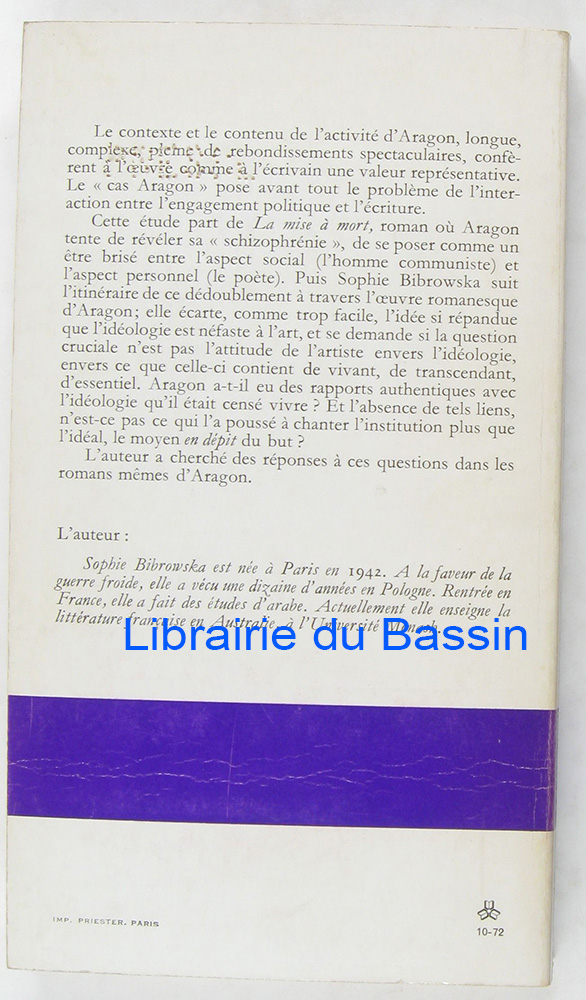 Le contexte et le contenu de l'activité d'Aragon, longue,
complexe, pleine de rebondissements spectaculaires, confè-
rent à l'œuvre comme à l'écrivain une valeur représentative.
Le « cas Aragon » pose avant tout le problème de l'inter-
action entre l'engagement politique et l'écriture.
Cette étude part de La mise à mort, roman où Aragon
tente de révéler sa « schizophrénie », de se poser comme un
être brisé entre l'aspect social (l'homme communiste) et
l'aspect personnel (le poète). Puis Sophie Bibrowska suit
l'itinéraire de ce dédoublement à travers l'œuvre romanesque
d'Aragon; elle écarte, comme trop facile, l'idée si répandue
que l'idéologie est néfaste à l'art, et se demande si la question
cruciale n'est pas l'attitude de l'artiste envers l'idéologie,
envers ce que celle-ci contient de vivant, de transcendant,
d'essentiel. Aragon a-t-il eu des rapports authentiques avec
l'idéologie qu'il était censé vivre ? Et l'absence de tels liens,
n'est-ce pas ce qui l'a poussé à chanter l'institution plus que
l'idéal, le moyen en dépit du but ?
L'auteur a cherché des réponses à ces questions dans les
romans mêmes d'Aragon.
L'auteur :
Sophie Bibrowska est née à Paris en 1942. A la faveur de la
guerre froide, elle a vécu une dizaine d'années en Pologne. Rentrée en
France, elle a fait des études d'arabe. Actuellement elle enseigne la
littérature française en Australie, à l'Université Monash.
Librairie du Bassin
IMP. PRIESTER. PARIS
10-72